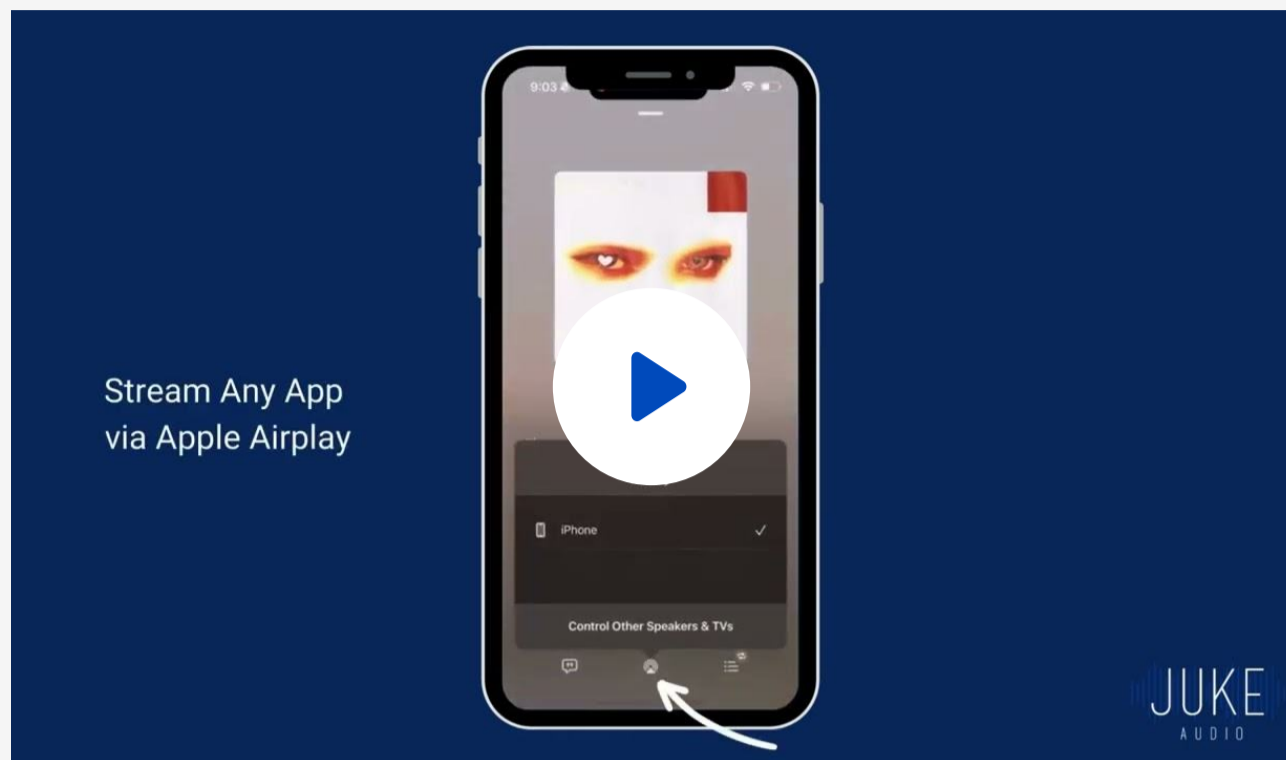 9:03
Stream Any App
via Apple Airplay
iPhone
Control Other Speakers & TVs
JUKE
AUDIO